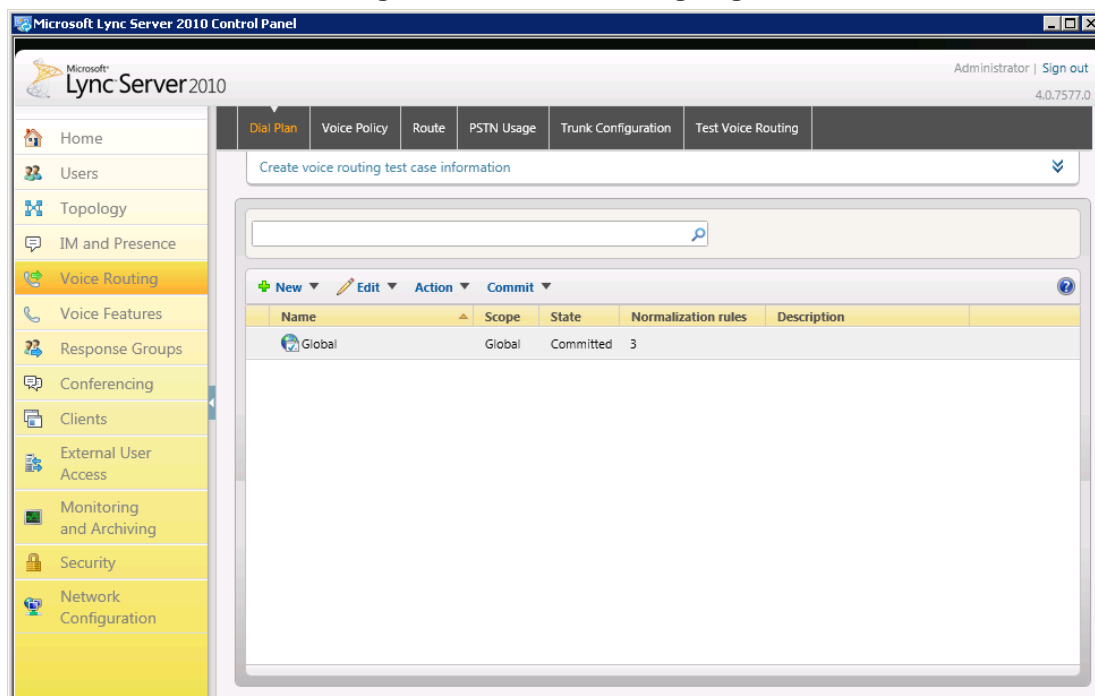 Microsoft Lync Server 2010 Control Panel
Microsoft®
Lync Server 2010
Administrator | Sign out
4.0.7577.0
Home
Users
Topology
IM and Presence
Voice Routing
Voice Features
Response Groups
Conferencing
Clients
External User
Access
Monitoring
and Archiving
Security
Network
Configuration
Dial Plan Voice Policy Route PSTN Usage Trunk Configuration Test Voice Routing
Create voice routing test case information
New Edit Action Commit
Name Scope State Normalization rules Description
Global Global Committed 3